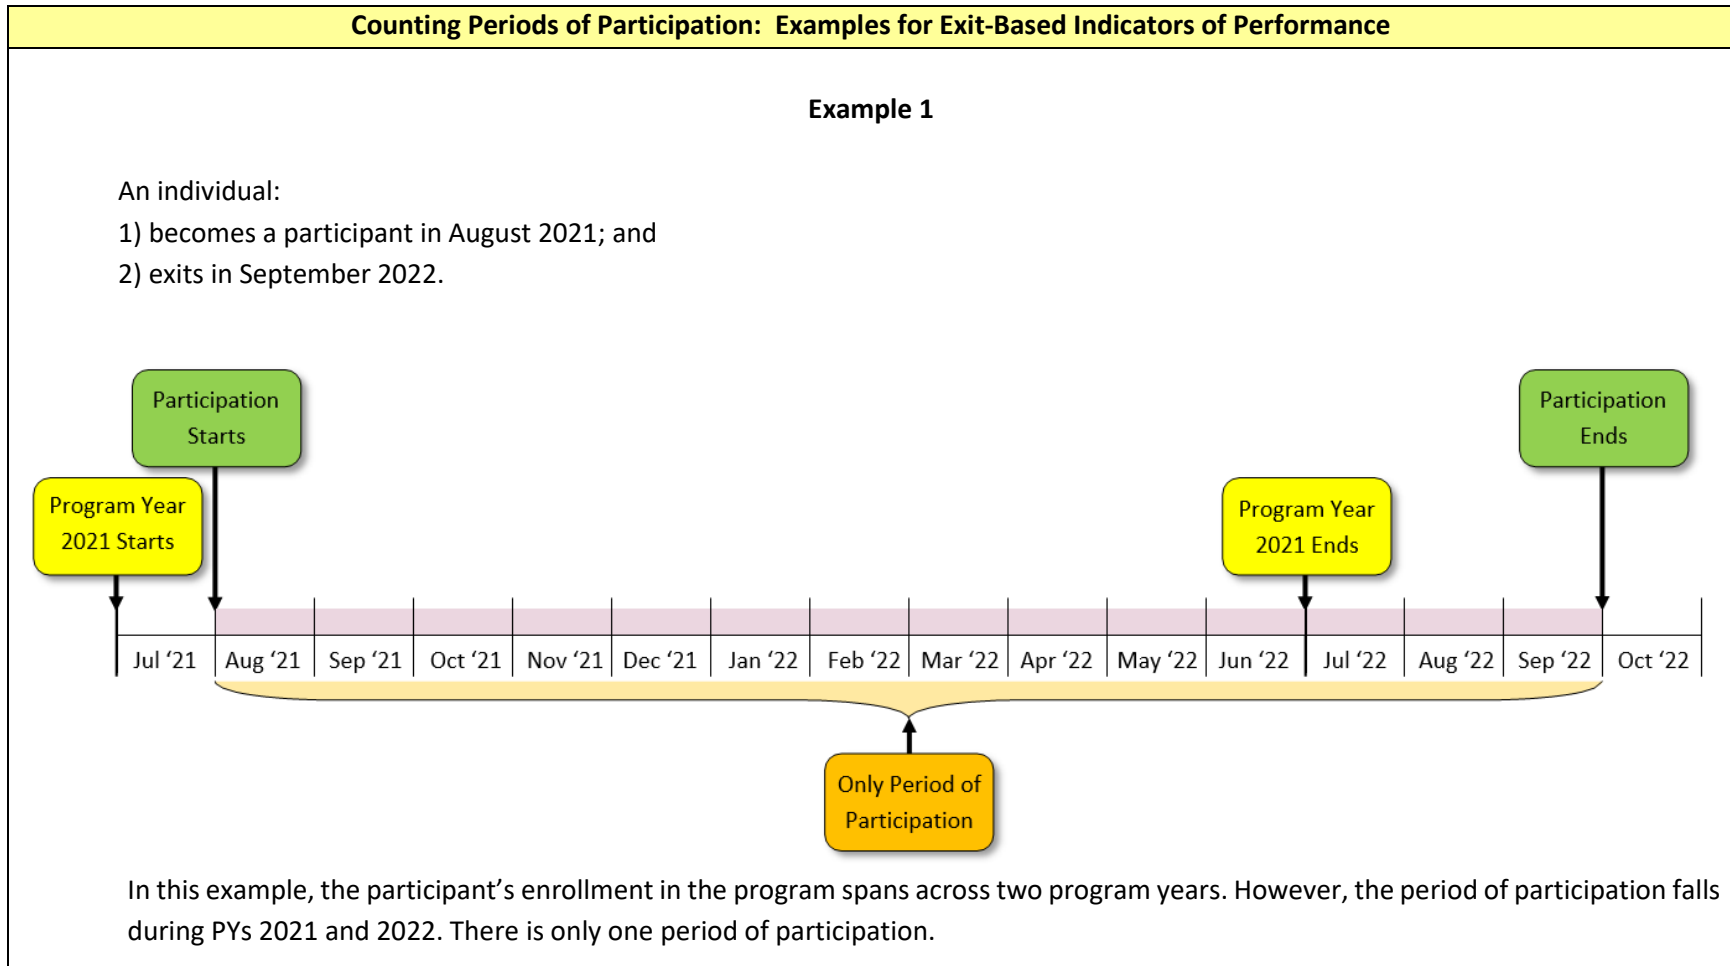 Counting Periods of Participation:  Examples for Exit-Based Indicators of Performance
Example 1
An individual:
1) becomes a participant in August 2021; and
2) exits in September 2022.
Participation
Starts
Participation
Ends
Program Year
2021 Starts
Program Year
2021 Ends
Jul ‘21
Aug ‘21
Sep ‘21
Oct ‘21
Nov ‘21
Dec ‘21
Jan ‘22
Feb ‘22
Mar ‘22
Apr ‘22
May ‘22
Jun ‘22
Jul ‘22
Aug ‘22
Sep ‘22
Oct ‘22
Only Period of
Participation
In this example, the participant’s enrollment in the program spans across two program years. However, the period of participation falls
during PYs 2021 and 2022. There is only one period of participation.